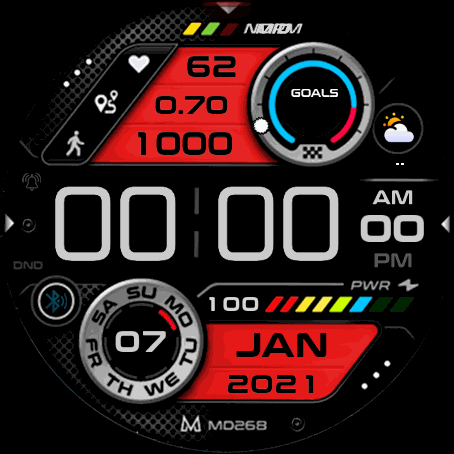 62
0.70
1000
GOALS
--
00:00
AM
00
PM
DND
PWR
100
SA SU MO TU WE TH FR
07
JAN
2021
MD268